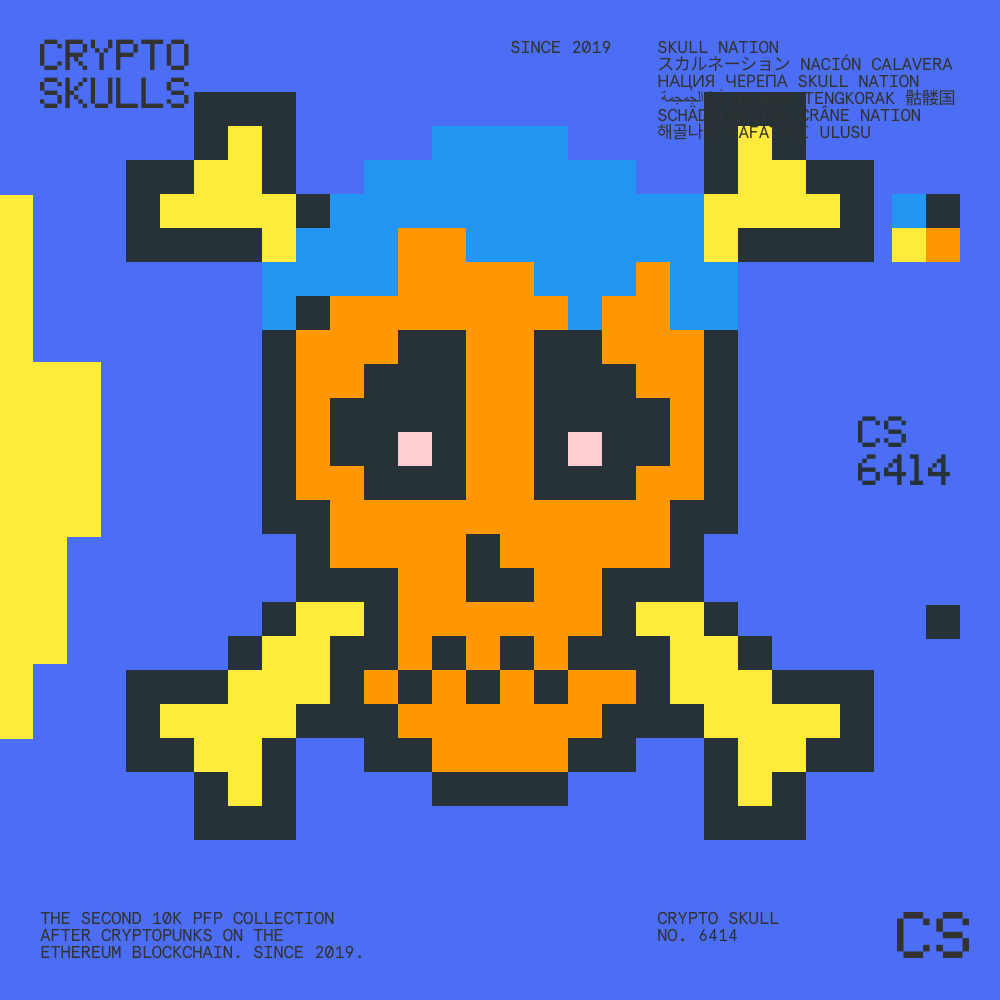 CRYPTO
SKULLS
SINCE 2019
SKULL NATION
スカルネーション NACIÓN CALAVERA
НАЦИЯ ЧЕРЕПА SKULL NATION
TENGKORAK 骷髅国
CRÂNE NATION
해골 ULUSU
CS
6414
THE SECOND 10K PFP COLLECTION
AFTER CRYPTOPUNKS ON THE
ETHEREUM BLOCKCHAIN. SINCE 2019.
CRYPTO SKULL
NO. 6414
CS